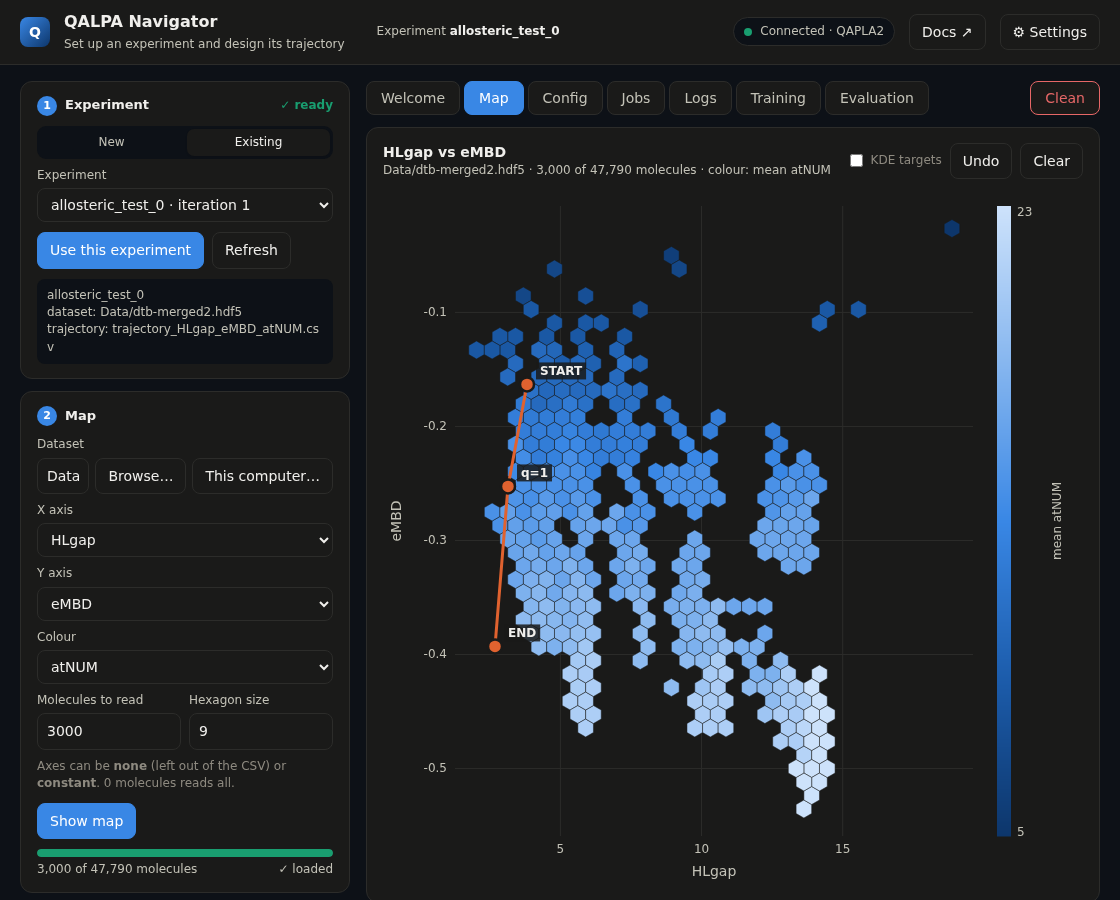 Q
QALPA Navigator
Set up an experiment and design its trajectory
Experiment allosteric_test_0
Connected · QAPLA2
Docs ↗
⚙ Settings
1 Experiment
✓ ready
New
Existing
Experiment
allosteric_test_0 · iteration 1
Use this experiment
Refresh
allosteric_test_0
dataset: Data/dtb-merged2.hdf5
trajectory: trajectory_HLgap_eMBD_atNUM.cs
v
2 Map
Dataset
Data
Browse…
This computer…
X axis
HLgap
Y axis
eMBD
Colour
atNUM
Molecules to read
Hexagon size
3000
9
Axes can be none (left out of the CSV) or
constant. 0 molecules reads all.
Show map
3,000 of 47,790 molecules
✓ loaded
Welcome
Map
Config
Jobs
Logs
Training
Evaluation
Clean
HLgap vs eMBD
Data/dtb-merged2.hdf5 · 3,000 of 47,790 molecules · colour: mean atNUM
KDE targets
Undo
Clear
-0.1
-0.2
-0.3
-0.4
-0.5
eMBD
START
q=1
END
5
10
15
HLgap
23
5
mean atNUM